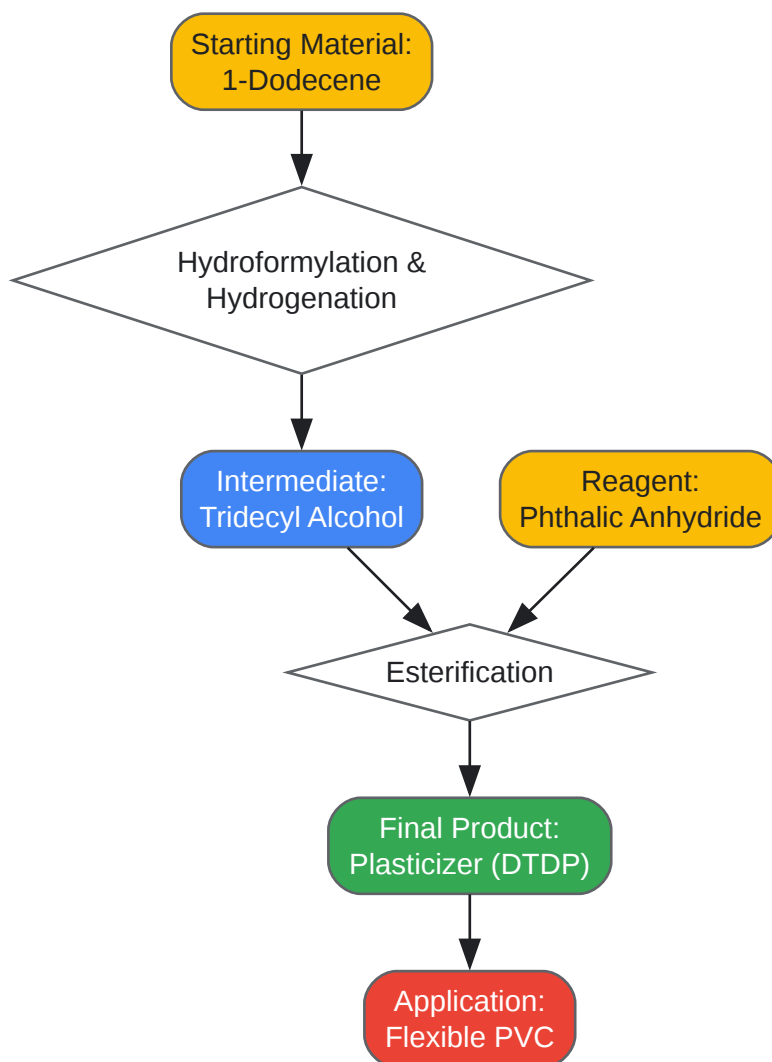 Starting Material:
1-Dodecene
Hydroformylation &
Hydrogenation
Intermediate:
Tridecyl Alcohol
Reagent:
Phthalic Anhydride
Esterification
Final Product:
Plasticizer (DTDP)
Application:
Flexible PVC